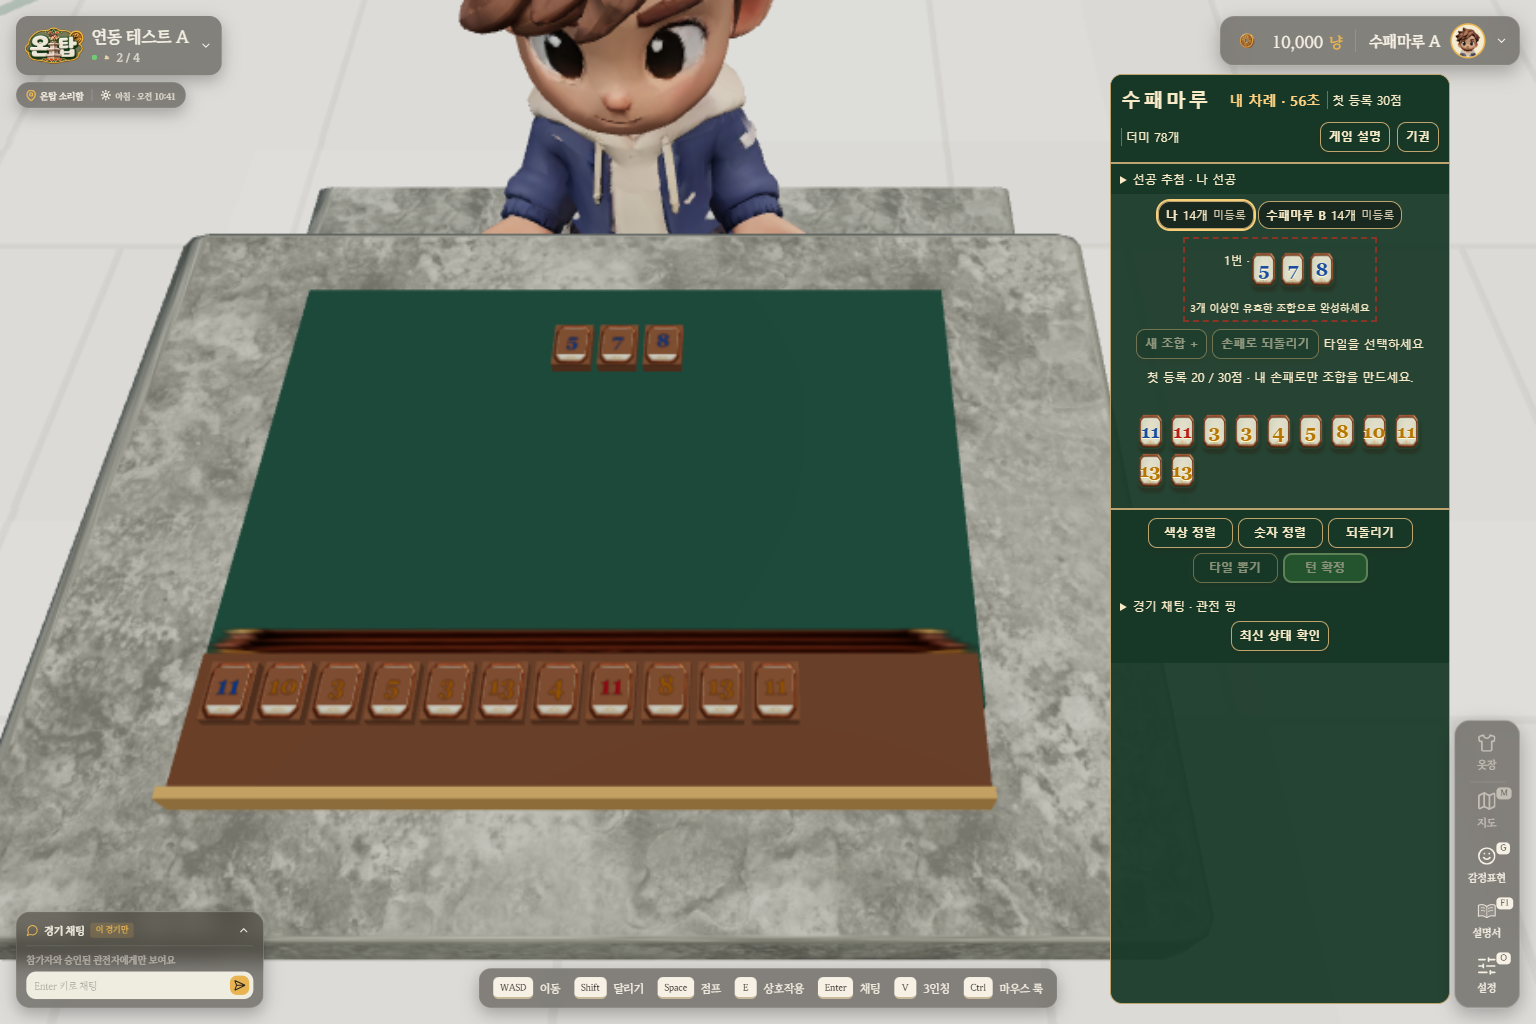 온탑
연동 테스트 A
2 / 4
온탑 소리함
아침 · 오전 10:41
10,000 냥
수패마루 A
수패마루
내 차례 · 56초
첫 등록 30점
더미 78개
게임 설명
기권
▶ 선공 추첨 · 나 선공
나 14개 미등록
수패마루 B 14개 미등록
1번 ·
5 7 8
3개 이상인 유효한 조합으로 완성하세요
새 조합 +
손패로 되돌리기
타일을 선택하세요
첫 등록 20 / 30점 · 내 손패로만 조합을 만드세요.
11 11 3 3 4 5 8 10 11
13 13
색상 정렬
숫자 정렬
되돌리기
타일 뽑기
턴 확정
▶ 경기 채팅 · 관전 핑
최신 상태 확인
5 7 8
11 10 3 5 3 13 4 11 8 13 11
옷장
M
지도
G
감정표현
F1
설명서
O
설정
경기 채팅
이 경기만
참가자와 승인된 관전자에게만 보여요
Enter 키로 채팅
WASD 이동 Shift 달리기 Space 점프 E 상호작용 Enter 채팅 V 3인칭 Ctrl 마우스 룩